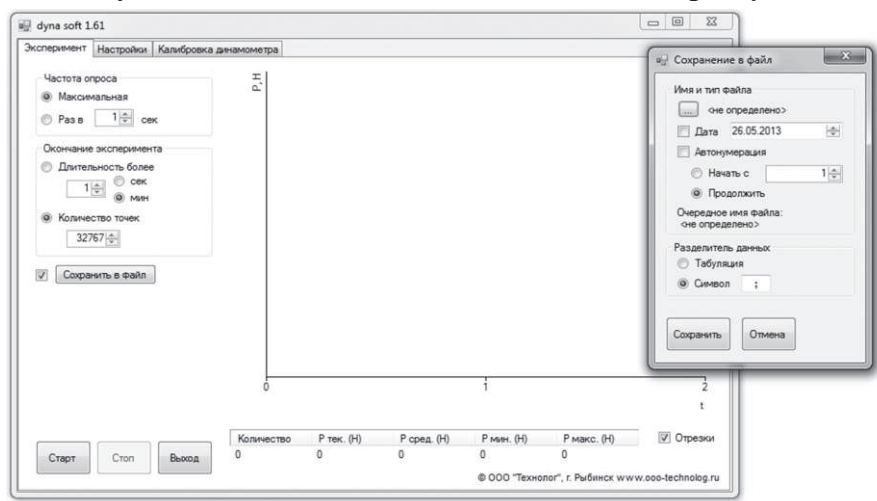 dyna soft 1.61
Эксперимент Настройки Калибровка динамометра
Частота опроса
Максимальная
Раз в 1 сек
Окончание эксперимента
Длительность более
1 сек
мин
Количество точек
32767
Сохранить в файл
P,Н
0 1 2
t
Количество P тек. (Н) P сред. (Н) P мин. (Н) P макс. (Н) Отрезки
0 0 0 0 0
Старт Стоп Выход
© ООО "Технолог", г. Рыбинск www.ooo-technolog.ru
Сохранение в файл
Имя и тип файла
... <не определено>
Дата 26.05.2013
Автонумерация
Начать с 1
Продолжить
Очередное имя файла:
<не определено>
Разделитель данных
Табуляция
Символ ;
Сохранить Отмена